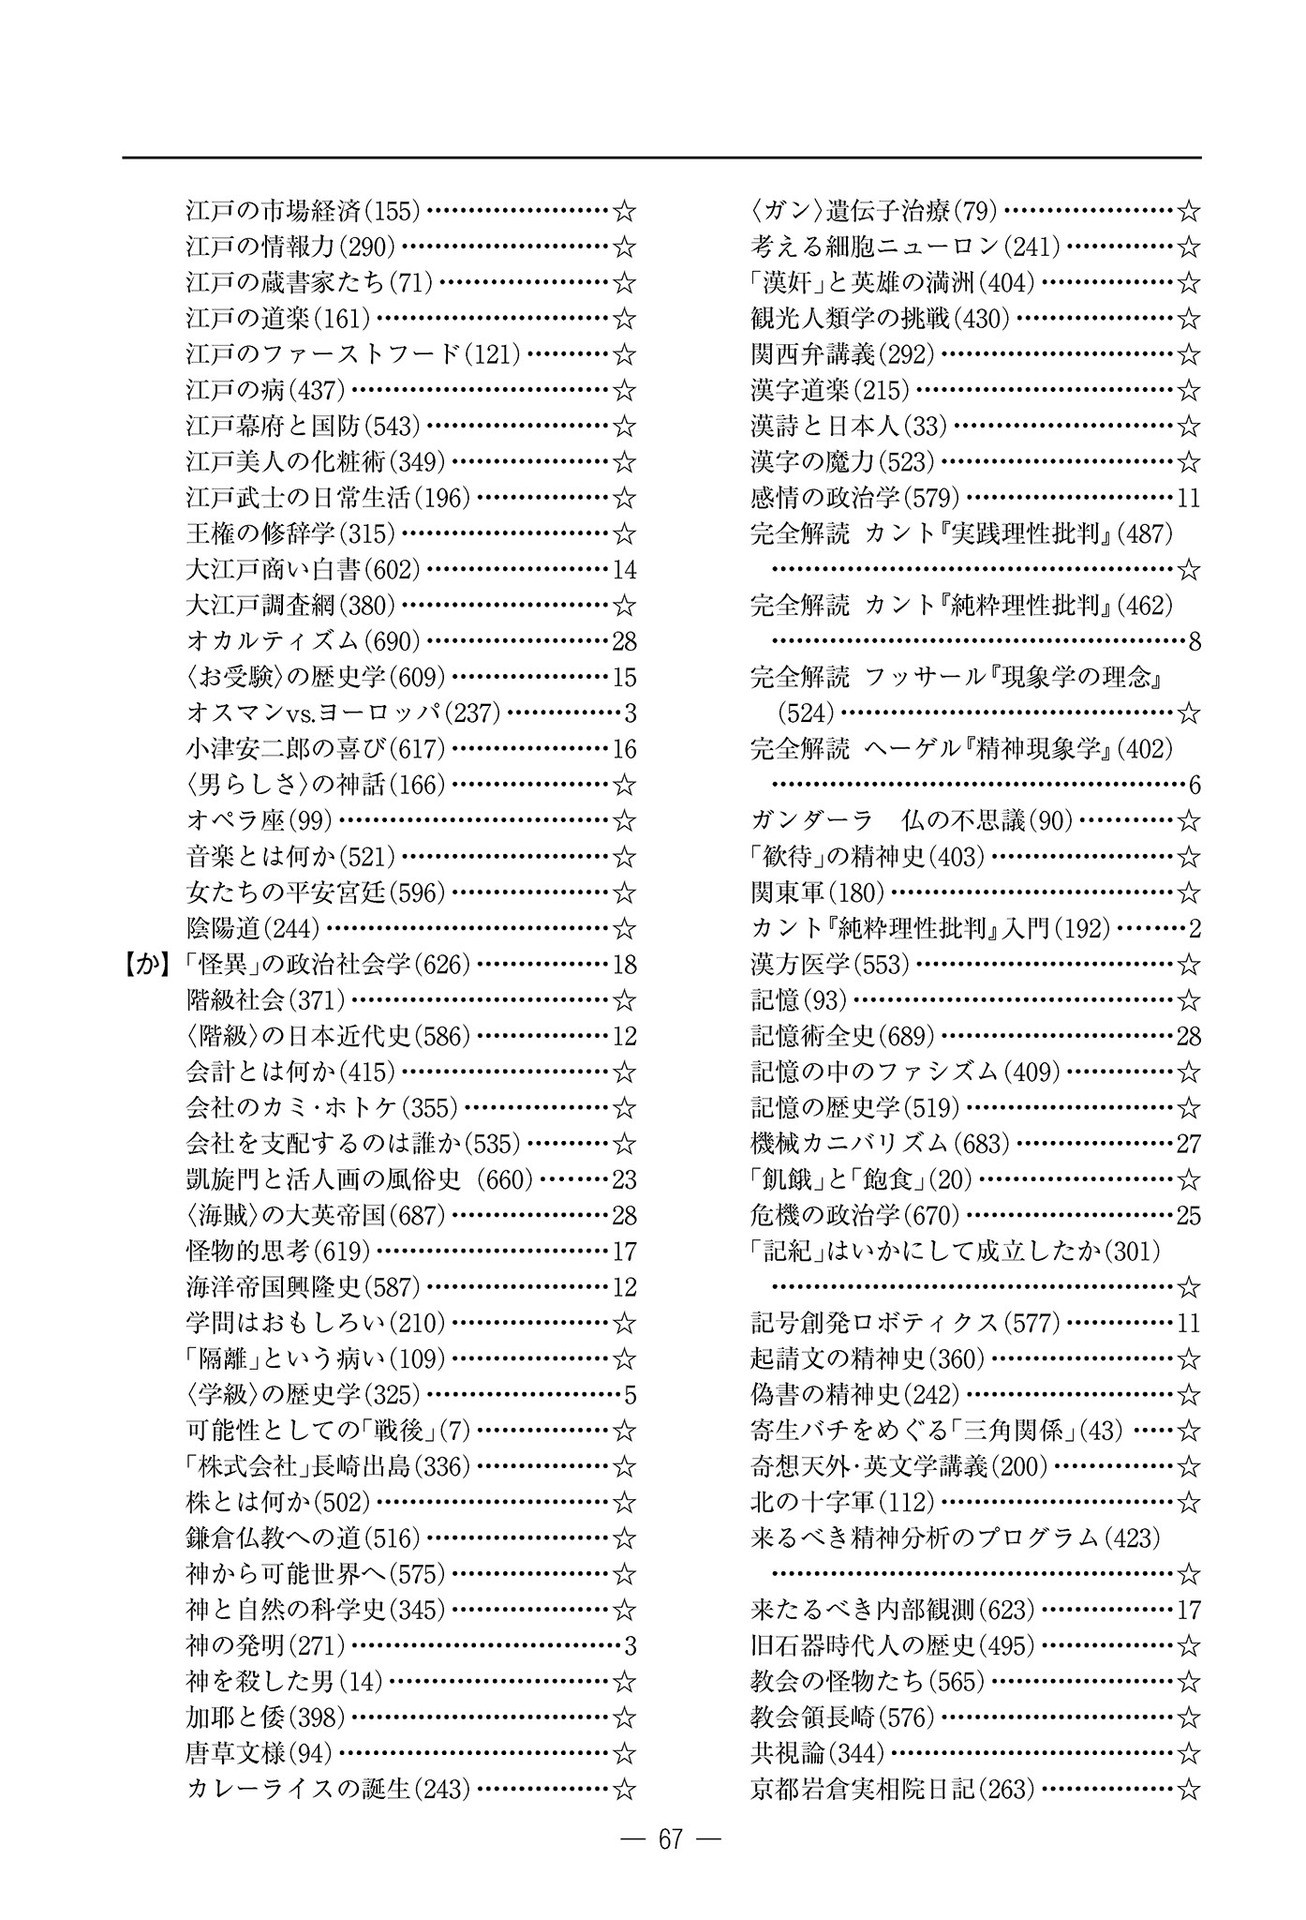 江戸の市場経済(155)……………………☆
江戸の情報力(290)……………………☆
江戸の蔵書家たち(71)…………………☆
江戸の道楽(161)………………………☆
江戸のファーストフード(121)…………☆
江戸の病(437)…………………………☆
江戸幕府と国防(543)…………………☆
江戸美人の化粧術(349)………………☆
江戸武士の日常生活(196)……………☆
王権の修辞学(315)……………………☆
大江戸商い白書(602)…………………14
大江戸調査網(380)……………………☆
オカルティズム(690)…………………28
〈お受験〉の歴史学(609)………………15
オスマンvs.ヨーロッパ(237)……………3
小津安二郎の喜び(617)………………16
〈男らしさ〉の神話(166)………………☆
オペラ座(99)……………………………☆
音楽とは何か(521)……………………☆
女たちの平安宮廷(596)………………☆
陰陽道(244)……………………………☆
【か】「怪異」の政治社会学(626)……………18
階級社会(371)…………………………☆
〈階級〉の日本近代史(586)……………12
会計とは何か(415)……………………☆
会社のカミ・ホトケ(355)………………☆
会社を支配するのは誰か(535)…………☆
凱旋門と活人画の風俗史 (660)………23
〈海賊〉の大英帝国(687)………………28
怪物的思考(619)………………………17
海洋帝国興隆史(587)…………………12
学問はおもしろい(210)………………☆
「隔離」という病い(109)………………☆
〈学級〉の歴史学(325)…………………5
可能性としての「戦後」(7)……………☆
「株式会社」長崎出島(336)……………☆
株とは何か(502)………………………☆
鎌倉仏教への道(516)…………………☆
神から可能世界へ(575)………………☆
神と自然の科学史(345)………………☆
神の発明(271)…………………………3
神を殺した男(14)………………………☆
加耶と倭(398)…………………………☆
唐草文様(94)……………………………☆
カレーライスの誕生(243)……………☆
〈ガン〉遺伝子治療(79)…………………☆
考える細胞ニューロン(241)…………☆
「漢奸」と英雄の満洲(404)……………☆
観光人類学の挑戦(430)………………☆
関西弁講義(292)………………………☆
漢字道楽(215)…………………………☆
漢詩と日本人(33)………………………☆
漢字の魔力(523)………………………☆
感情の政治学(579)……………………11
完全解読 カント『実践理性批判』(487)
…………………………………………☆
完全解読 カント『純粋理性批判』(462)
…………………………………………8
完全解読 フッサール『現象学の理念』
(524)…………………………………☆
完全解読 ヘーゲル『精神現象学』(402)
…………………………………………6
ガンダーラ　仏の不思議(90)…………☆
「歓待」の精神史(403)…………………☆
関東軍(180)……………………………☆
カント『純粋理性批判』入門(192)………2
漢方医学(553)…………………………☆
記憶(93)…………………………………☆
記憶術全史(689)………………………28
記憶の中のファシズム(409)…………☆
記憶の歴史学(519)……………………☆
機械カニバリズム(683)………………27
「飢餓」と「飽食」(20)…………………☆
危機の政治学(670)……………………25
「記紀」はいかにして成立したか(301)
…………………………………………☆
記号創発ロボティクス(577)…………11
起請文の精神史(360)…………………☆
偽書の精神史(242)……………………☆
寄生バチをめぐる「三角関係」(43)……☆
奇想天外・英文学講義(200)……………☆
北の十字軍(112)………………………☆
来るべき精神分析のプログラム(423)
…………………………………………☆
来たるべき内部観測(623)……………17
旧石器時代人の歴史(495)……………☆
教会の怪物たち(565)…………………☆
教会領長崎(576)………………………☆
共視論(344)……………………………☆
京都岩倉実相院日記(263)……………☆
— 67 —